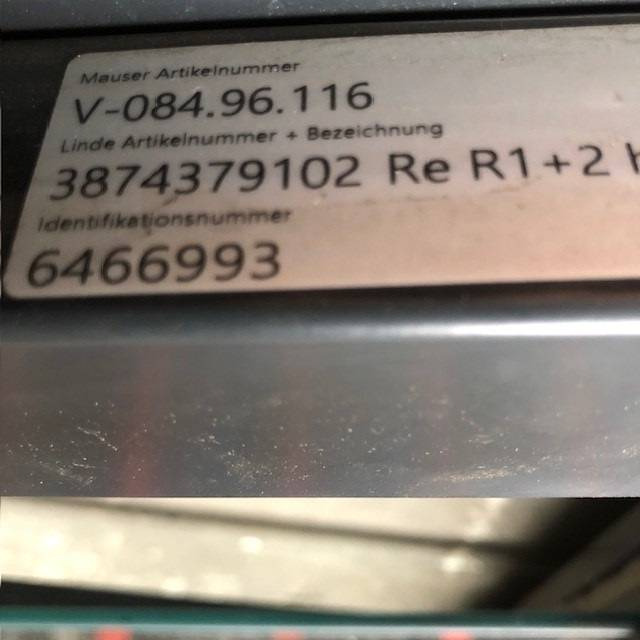 Mauser Artikelnummer
V-084.96.116
Linde Artikelnummer + Bezeichnung
3874379102 Re R1+2
Identifikationsnummer
6466993